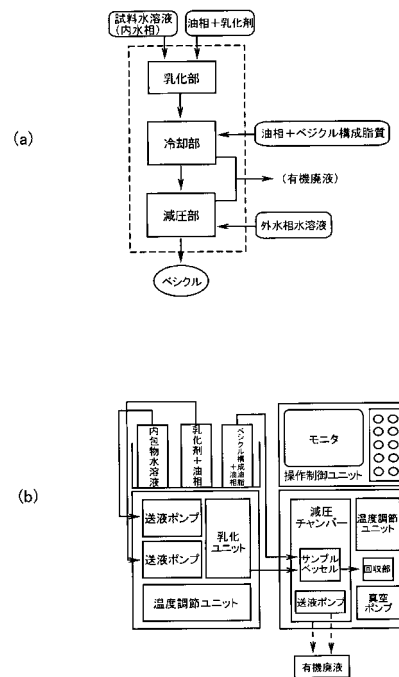 (a)
試料水溶液
(内水相)
油相+乳化剤
乳化部
冷却部
油相+ベジクル構成脂質
(有機廃液)
減圧部
外水相水溶液
ベシクル
(b)
内包物水溶液
乳化剤+油相
ベシクル構成油脂
+油相
モニタ
操作制御ユニット
送液ポンプ
送液ポンプ
乳化
ユニット
温度調節ユニット
減圧
チャンバー
サンプル
ベッセル
送液ポンプ
温度調節
ユニット
回収部
真空
ポンプ
有機廃液